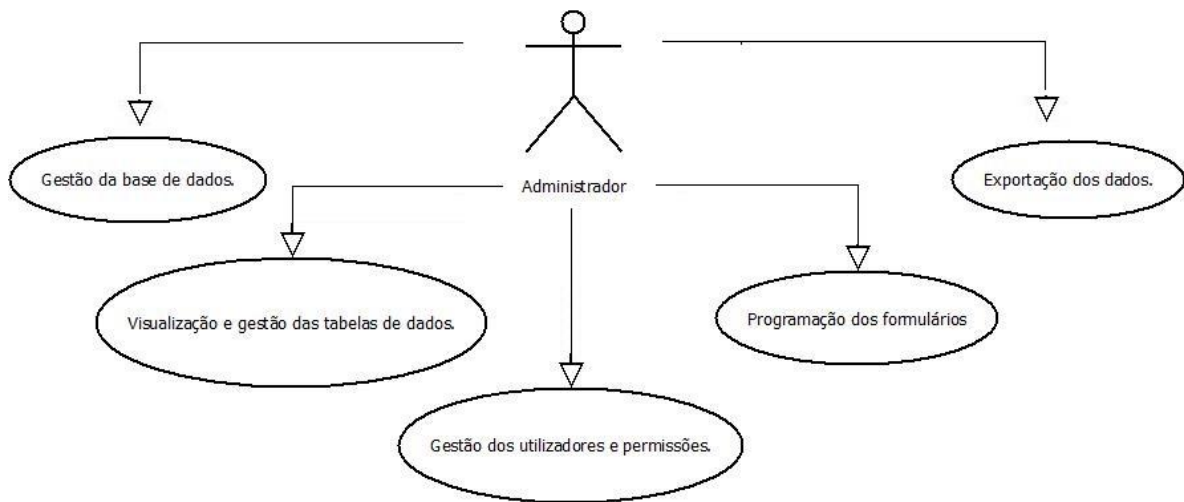 Gestão da base de dados.
Administrador
Exportação dos dados.
Visualização e gestão das tabelas de dados.
Programação dos formulários
Gestão dos utilizadores e permissões.